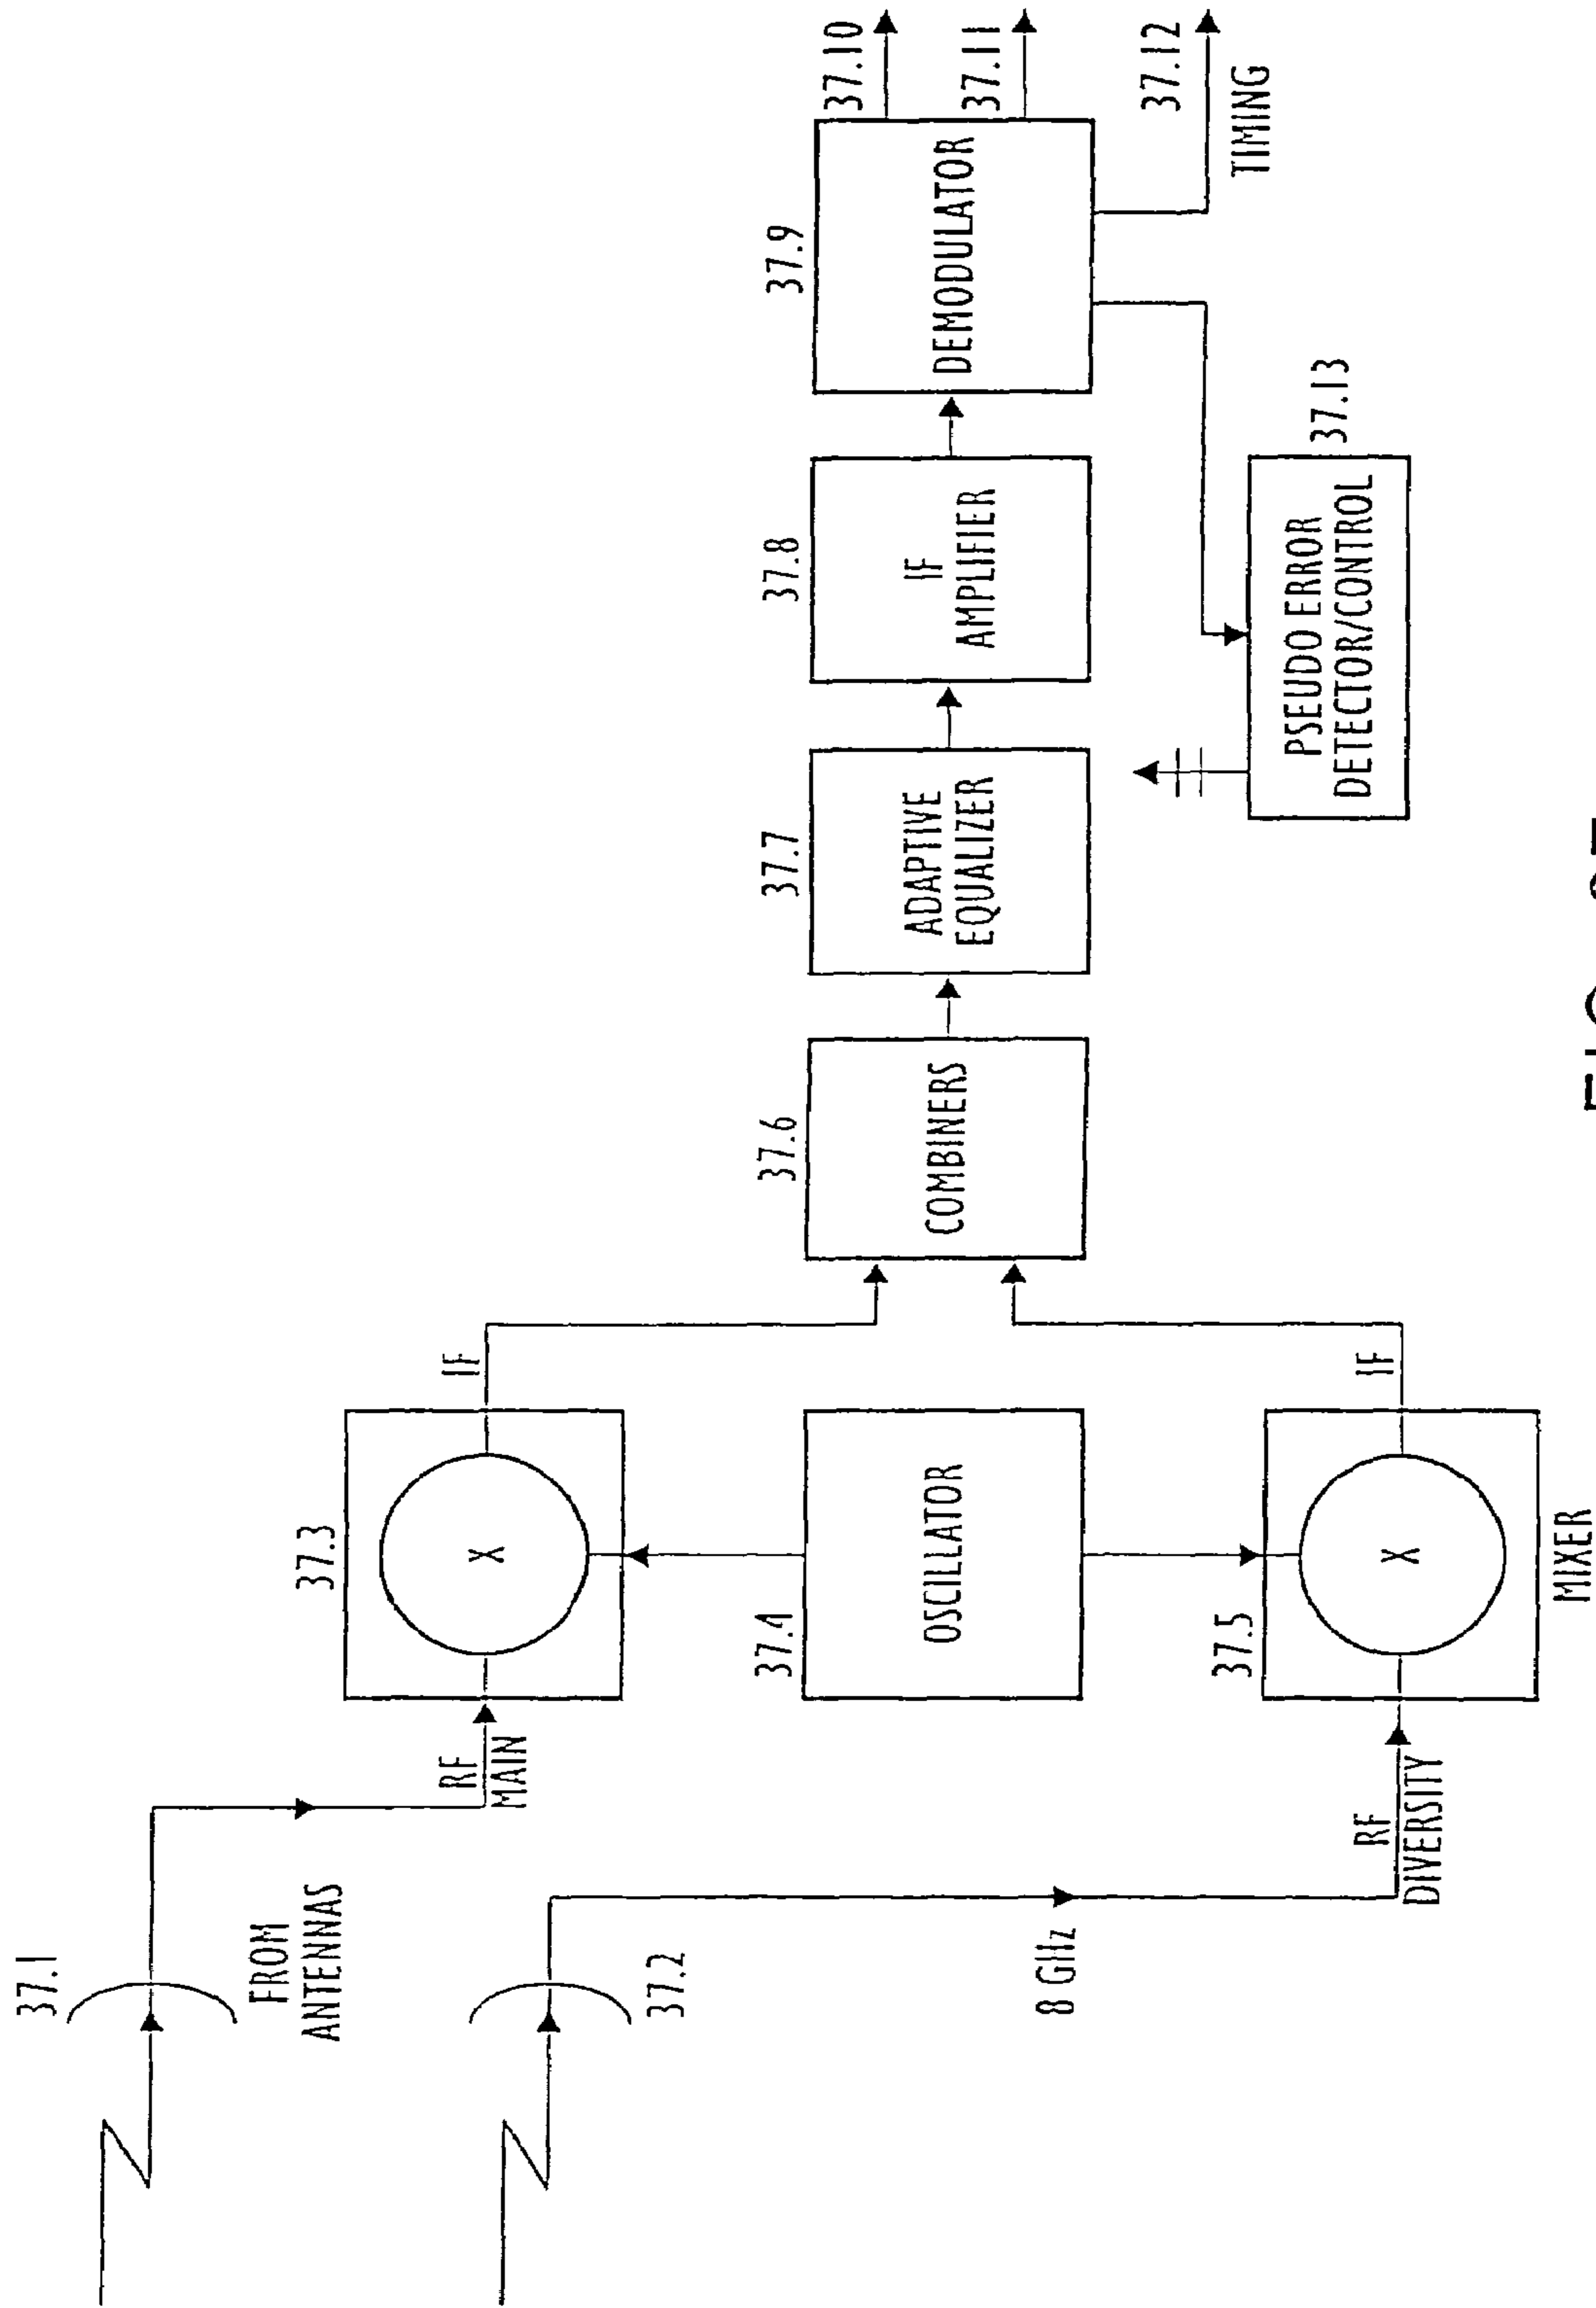 37.1
FROM
ANTENNAS
37.2
8 GHz
RF
MAIN
RF
DIVERSITY
37.3
X
37.4
OSCILLATOR
37.5
X
MIXER
IF
IF
37.6
COMBINERS
37.7
ADAPTIVE
EQUALIZER
37.8
IF
AMPLIFIER
37.9
DEMODULATOR
37.10
37.11
37.12
TIMING
37.13
PSEUDO ERROR
DETECTOR/CONTROL